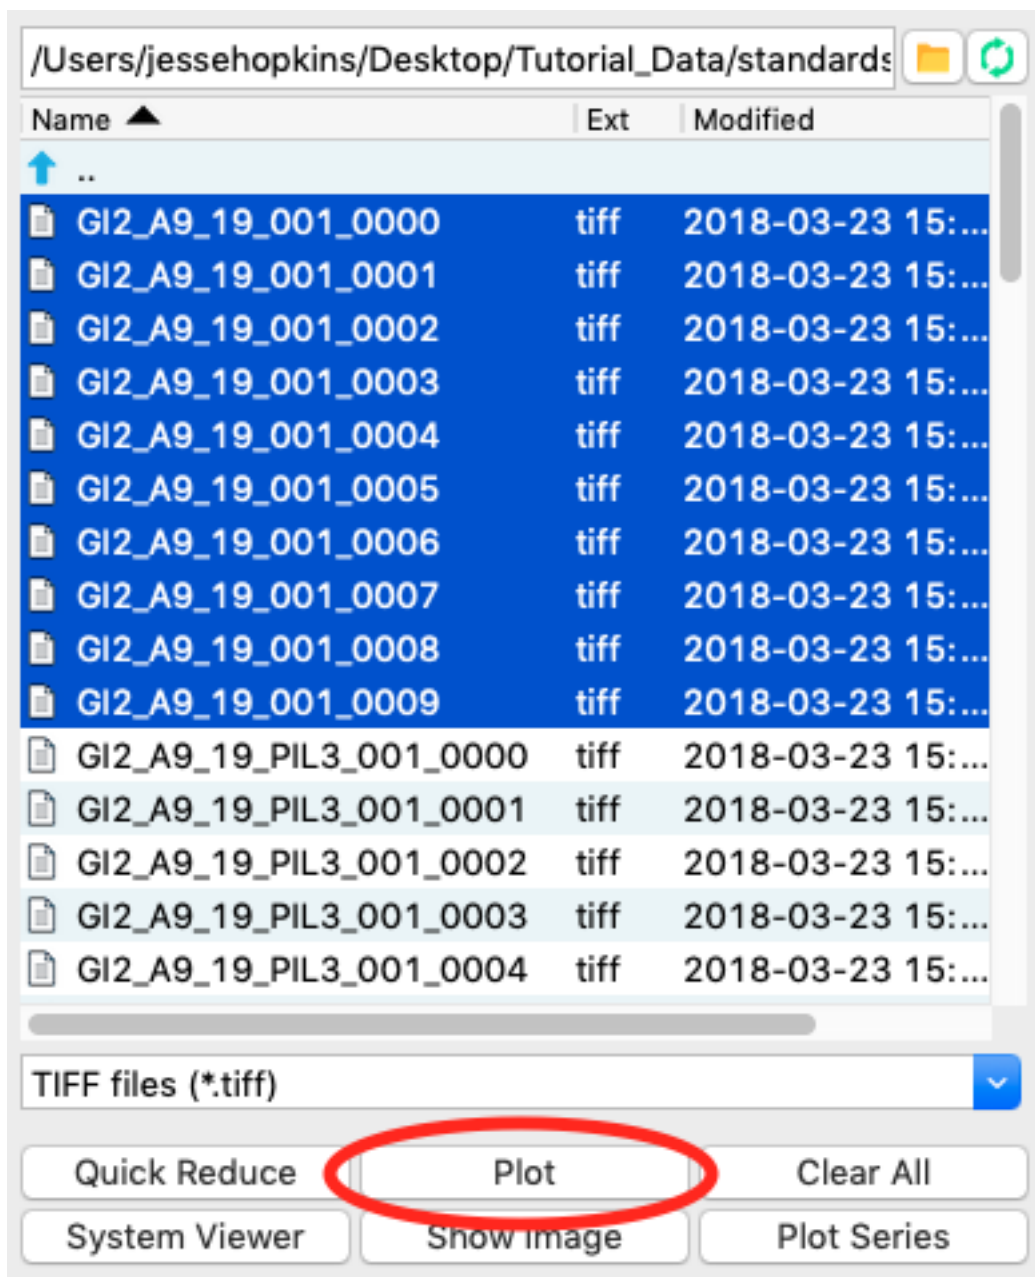 /Users/jessehopkins/Desktop/Tutorial_Data/standards
Name Ext Modified
..
GI2_A9_19_001_0000 tiff 2018-03-23 15:...
GI2_A9_19_001_0001 tiff 2018-03-23 15:...
GI2_A9_19_001_0002 tiff 2018-03-23 15:...
GI2_A9_19_001_0003 tiff 2018-03-23 15:...
GI2_A9_19_001_0004 tiff 2018-03-23 15:...
GI2_A9_19_001_0005 tiff 2018-03-23 15:...
GI2_A9_19_001_0006 tiff 2018-03-23 15:...
GI2_A9_19_001_0007 tiff 2018-03-23 15:...
GI2_A9_19_001_0008 tiff 2018-03-23 15:...
GI2_A9_19_001_0009 tiff 2018-03-23 15:...
GI2_A9_19_PIL3_001_0000 tiff 2018-03-23 15:...
GI2_A9_19_PIL3_001_0001 tiff 2018-03-23 15:...
GI2_A9_19_PIL3_001_0002 tiff 2018-03-23 15:...
GI2_A9_19_PIL3_001_0003 tiff 2018-03-23 15:...
GI2_A9_19_PIL3_001_0004 tiff 2018-03-23 15:...
TIFF files (*.tiff)
Quick Reduce Plot Clear All
System Viewer Show Image Plot Series